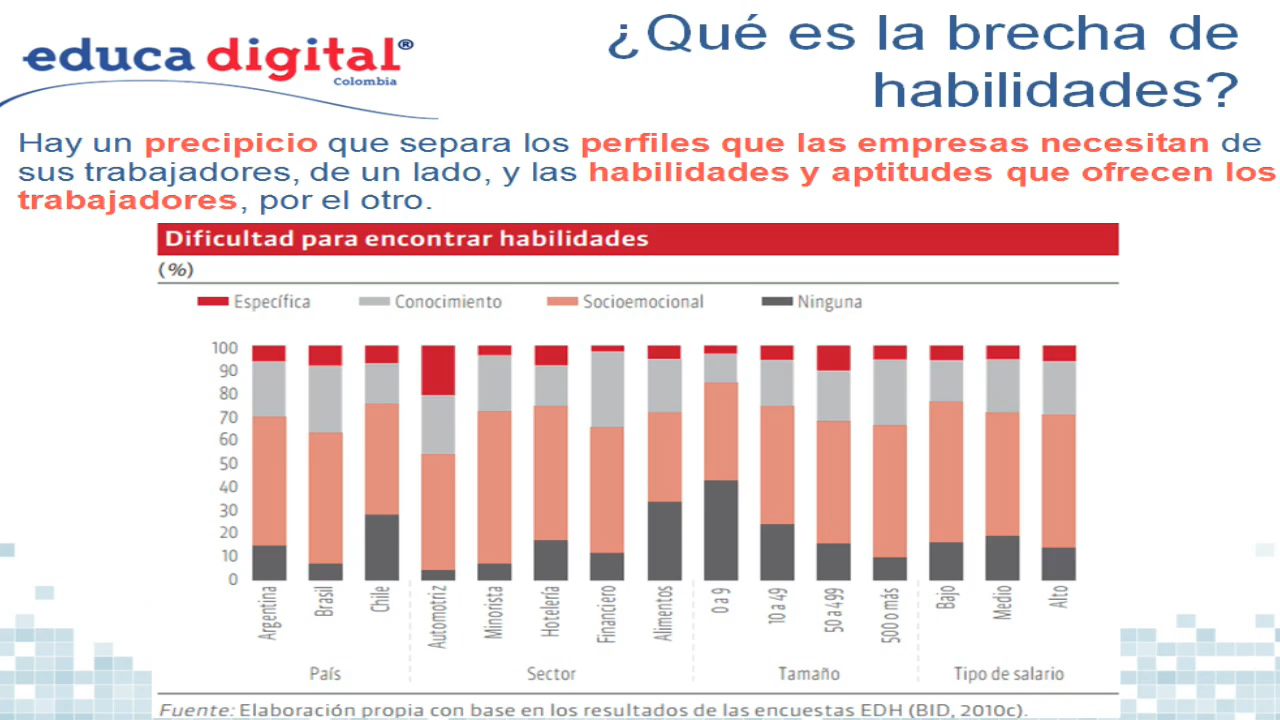 educa digital®
Colombia
¿Qué es la brecha de
habilidades?
Hay un precipicio que separa los perfiles que las empresas necesitan de
sus trabajadores, de un lado, y las habilidades y aptitudes que ofrecen los
trabajadores, por el otro.
Dificultad para encontrar habilidades
(%)
Específica Conocimiento Socioemocional Ninguna
100
90
80
70
60
50
40
30
20
10
0
Argentina Brasil Chile Automotriz Minorista Hotelería Financiero Alimentos 0 a 9 10 a 49 50 a 499 500 o más Bajo Medio Alto
País Sector Tamaño Tipo de salario
Fuente: Elaboración propia con base en los resultados de las encuestas EDH (BID, 2010c).